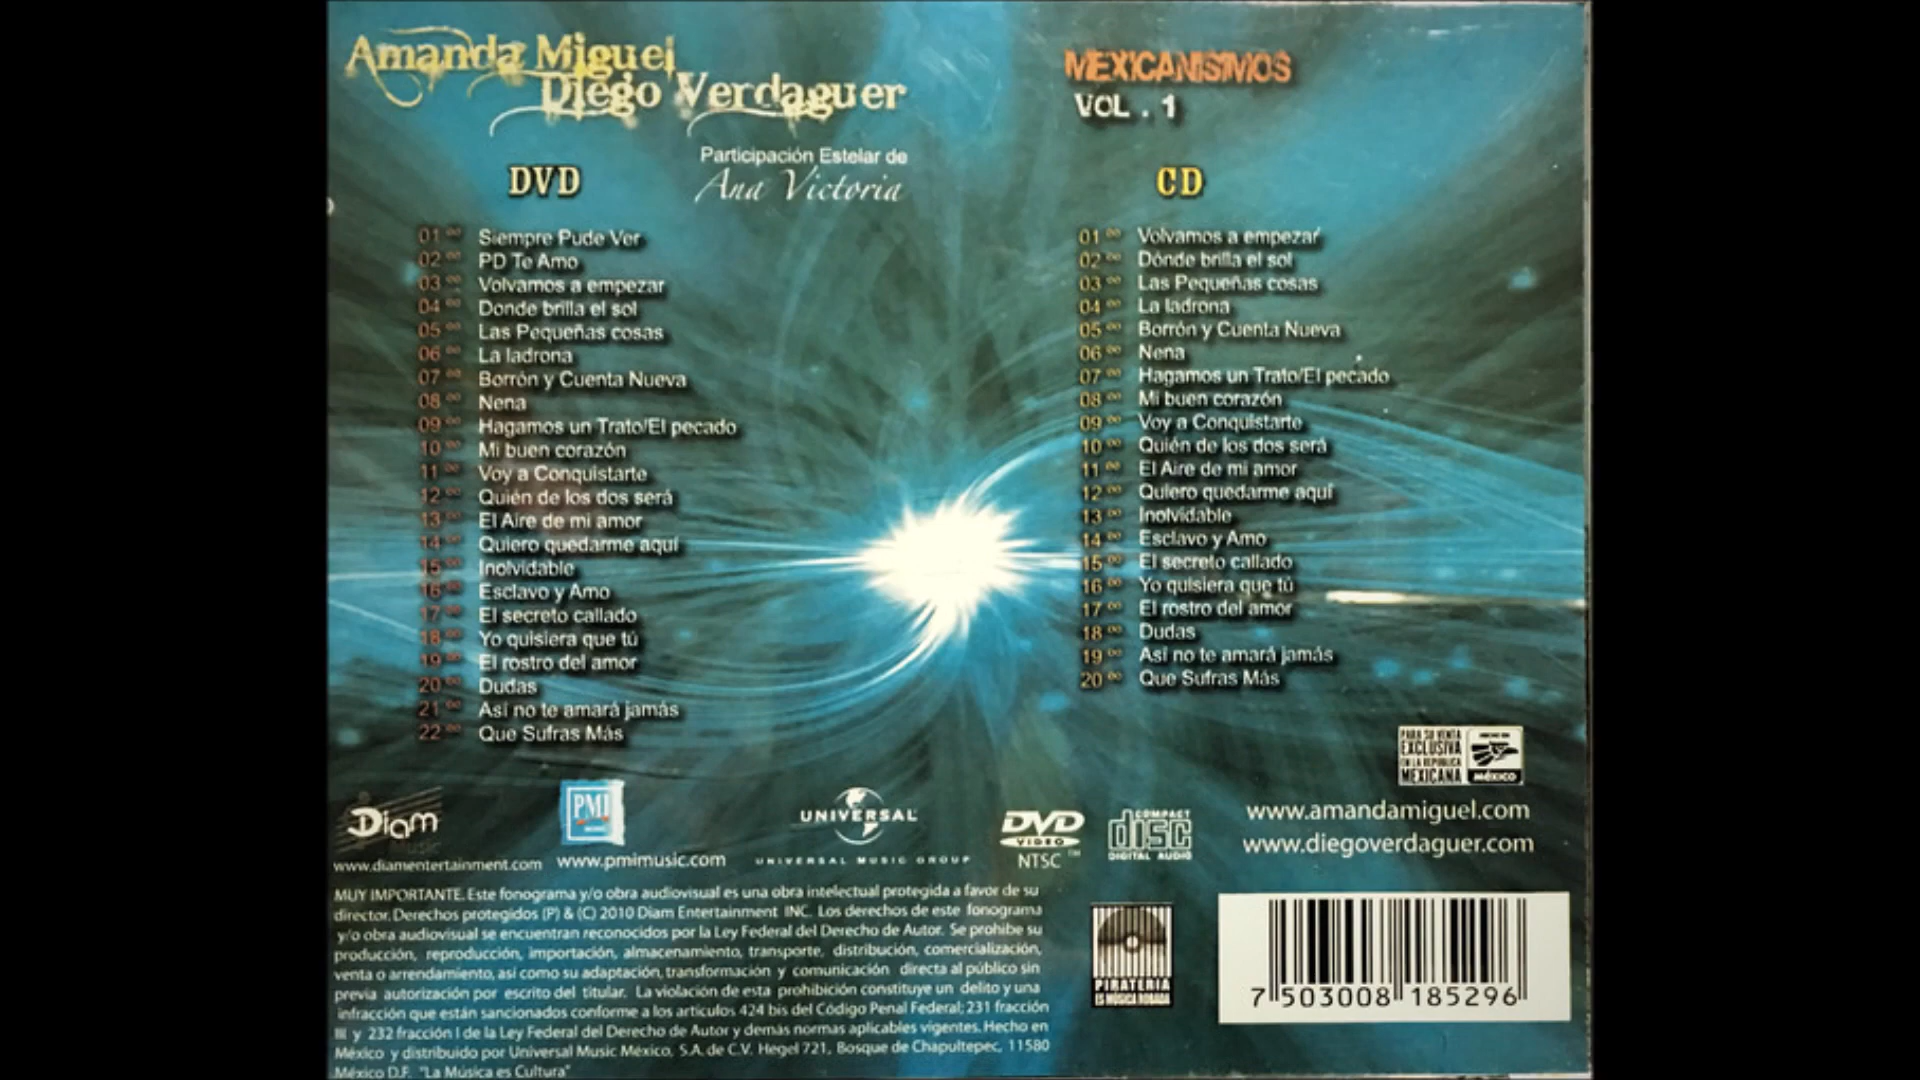 Amanda Miguel
Diego Verdaguer
MEXICANISIMOS
VOL . 1
Participación Estelar de
Ana Victoria
DVD
01 Siempre Pude Ver
02 PD Te Amo
03 Volvamos a empezar
04 Donde brilla el sol
05 Las Pequeñas cosas
06 La ladrona
07 Borrón y Cuenta Nueva
08 Nena
09 Hagamos un Trato/El pecado
10 Mi buen corazón
11 Voy a Conquistarte
12 Quién de los dos será
13 El Aire de mi amor
14 Quiero quedarme aquí
15 Inolvidable
16 Esclavo y Amo
17 El secreto callado
18 Yo quisiera que tú
19 El rostro del amor
20 Dudas
21 Así no te amará jamás
22 Que Sufras Más
CD
01 Volvamos a empezar
02 Dónde brilla el sol
03 Las Pequeñas cosas
04 La ladrona
05 Borrón y Cuenta Nueva
06 Nena
07 Hagamos un Trato/El pecado
08 Mi buen corazón
09 Voy a Conquistarte
10 Quién de los dos será
11 El Aire de mi amor
12 Quiero quedarme aquí
13 Inolvidable
14 Esclavo y Amo
15 El secreto callado
16 Yo quisiera que tú
17 El rostro del amor
18 Dudas
19 Así no te amará jamás
20 Que Sufras Más
PARA SU VENTA
EXCLUSIVA
EN LA REPUBLICA
MEXICANA
HECHO EN
MÉXICO
Diam
music
www.diamentertainment.com
PMI
www.pmimusic.com
UNIVERSAL
UNIVERSAL MUSIC GROUP
DVD
VIDEO
NTSC
COMPACT
disc
DIGITAL AUDIO
www.amandamiguel.com
www.diegoverdaguer.com
MUY IMPORTANTE. Este fonograma y/o obra audiovisual es una obra intelectual protegida a favor de su
director. Derechos protegidos (P) & (C) 2010 Diam Entertainment INC. Los derechos de este fonograma
y/o obra audiovisual se encuentran reconocidos por la Ley Federal del Derecho de Autor. Se prohibe su
producción, reproducción, importación, almacenamiento, transporte, distribución, comercialización,
venta o arrendamiento, así como su adaptación, transformación y comunicación directa al público sin
previa autorización por escrito del titular. La violación de esta prohibición constituye un delito y una
infracción que están sancionados conforme a los artículos 424 bis del Código Penal Federal; 231 fracción
III y 232 fracción I de la Ley Federal del Derecho de Autor y demás normas aplicables vigentes. Hecho en
México y distribuido por Universal Music México, S.A. de C.V. Hegel 721, Bosque de Chapultepec, 11580
México D.F. "La Música es Cultura"
PIRATERIA
ES MÚSICA ROBADA
7 503008 185296